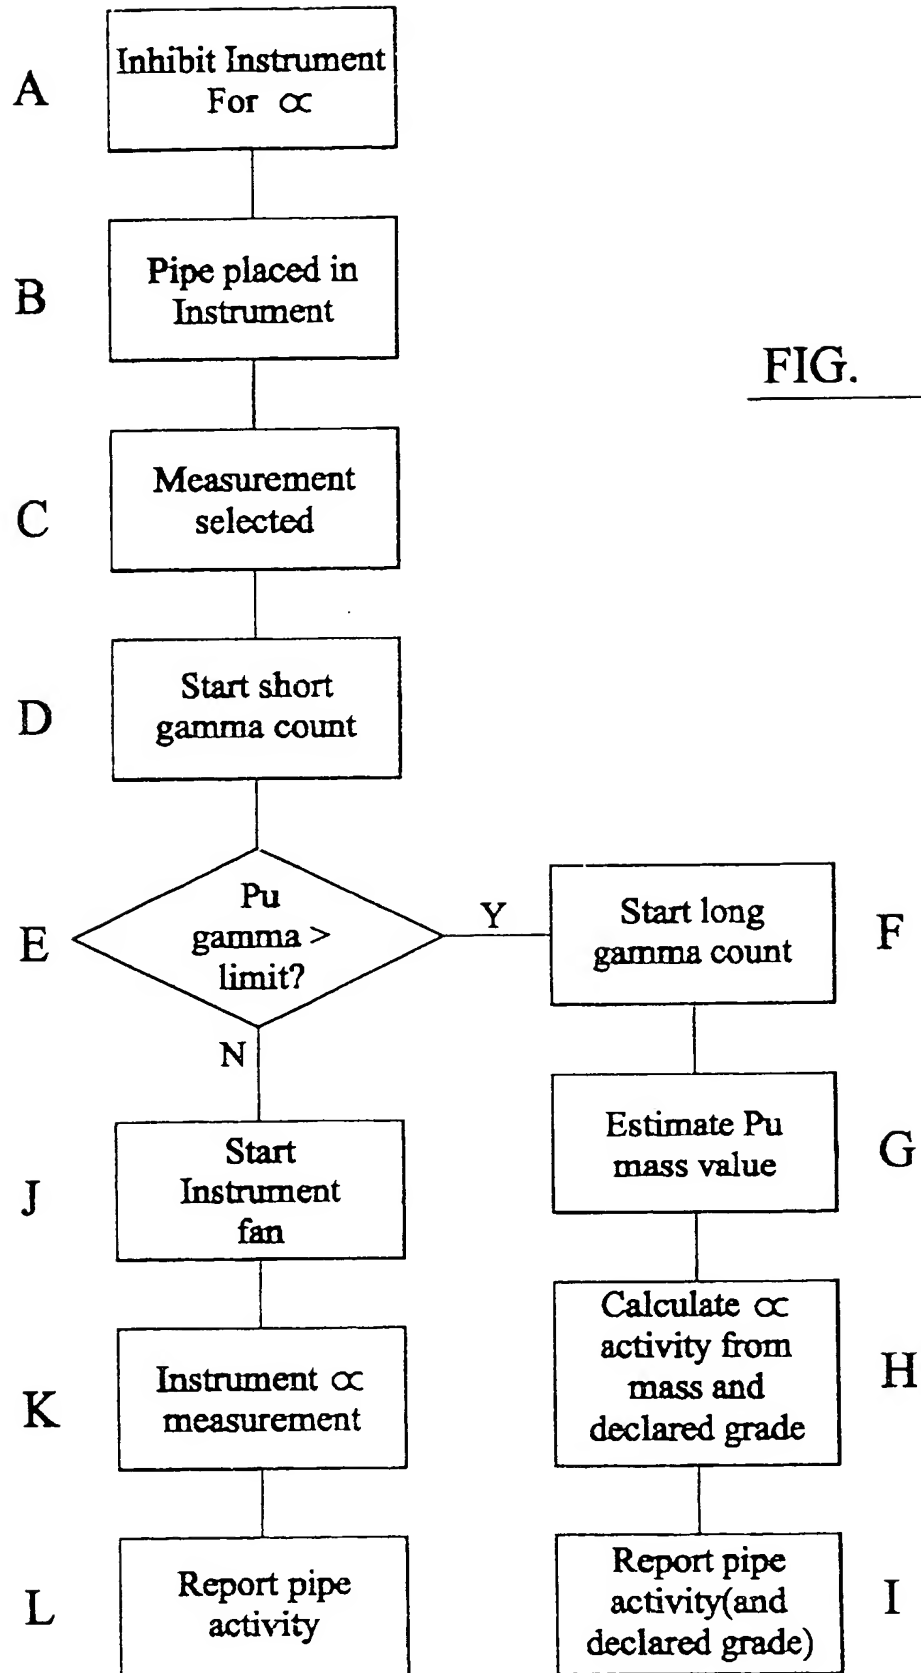 A
Inhibit Instrument
For ∝
B
Pipe placed in
Instrument
FIG.
C
Measurement
selected
D
Start short
gamma count
E
Pu
gamma >
limit?
Y
Start long
gamma count
F
N
Estimate Pu
mass value
G
J
Start
Instrument
fan
Calculate ∝
activity from
mass and
declared grade
H
K
Instrument ∝
measurement
L
Report pipe
activity
Report pipe
activity(and
declared grade)
I